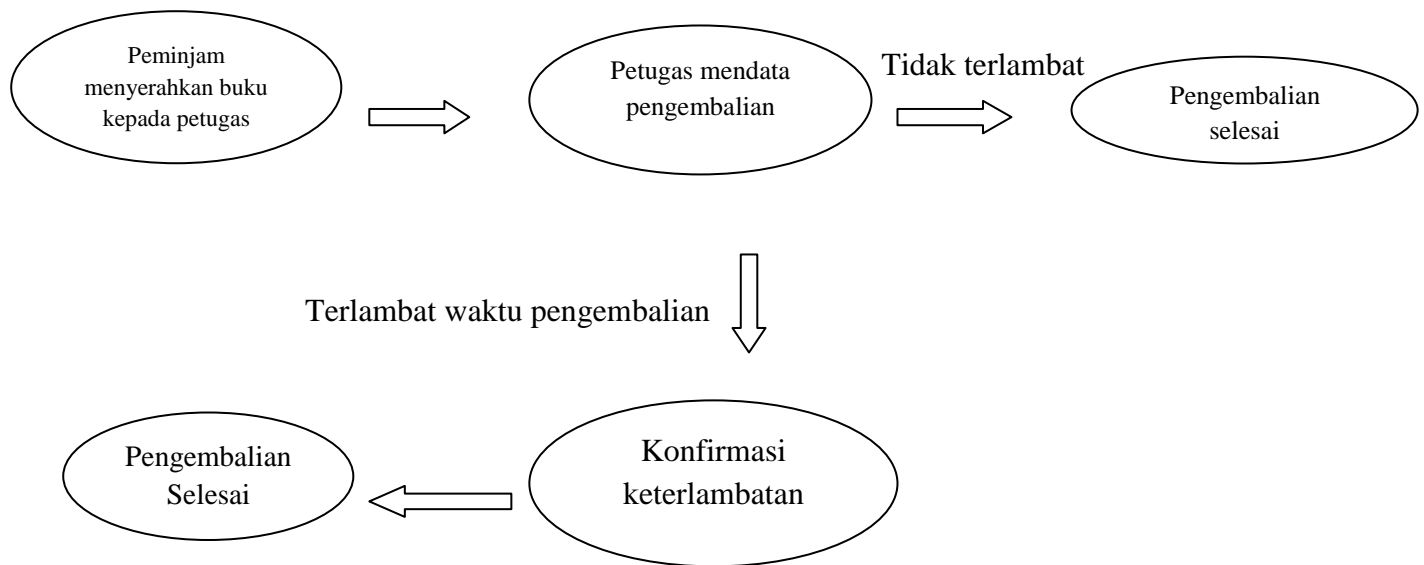 Peminjam
menyerahkan buku
kepada petugas
Petugas mendata
pengembalian
Tidak terlambat
Pengembalian
selesai
Terlambat waktu pengembalian
Konfirmasi
keterlambatan
Pengembalian
Selesai